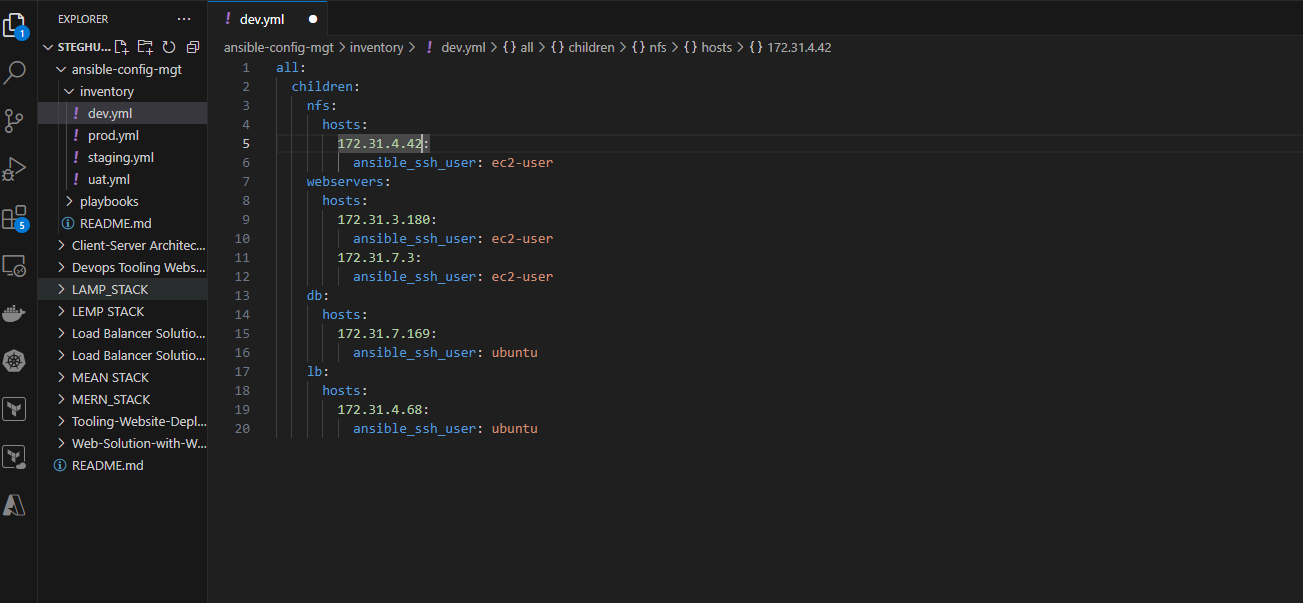 EXPLORER ...
STEGHU...
ansible-config-mgt
inventory
! dev.yml
! prod.yml
! staging.yml
! uat.yml
playbooks
README.md
Client-Server Architec...
Devops Tooling Webs...
LAMP_STACK
LEMP STACK
Load Balancer Solutio...
Load Balancer Solutio...
MEAN STACK
MERN_STACK
Tooling-Website-Depl...
Web-Solution-with-W...
README.md
1
5
! dev.yml
ansible-config-mgt > inventory > ! dev.yml > {} all > {} children > {} nfs > {} hosts > {} 172.31.4.42
1 all:
2 children:
3 nfs:
4 hosts:
5 172.31.4.42:
6 ansible_ssh_user: ec2-user
7 webservers:
8 hosts:
9 172.31.3.180:
10 ansible_ssh_user: ec2-user
11 172.31.7.3:
12 ansible_ssh_user: ec2-user
13 db:
14 hosts:
15 172.31.7.169:
16 ansible_ssh_user: ubuntu
17 lb:
18 hosts:
19 172.31.4.68:
20 ansible_ssh_user: ubuntu